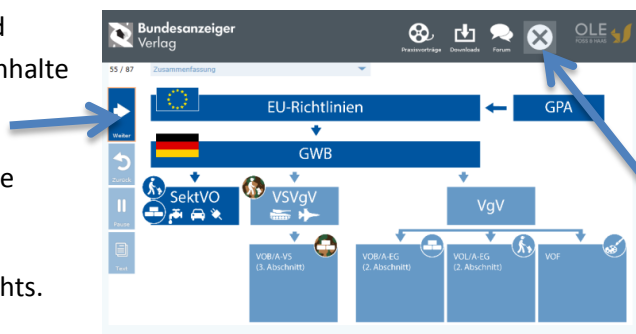 Bundesanzeiger
Verlag
Praxisvorträge
Downloads
Forum
OLE
nhalte
55 / 87
Zusammenfassung
EU-Richtlinien
GPA
Weiter
GWB
Zurück
e
SektVO
VSVgV
VgV
Pause
VOB/A-VS
(3. Abschnitt)
VOB/A-EG
(2. Abschnitt)
VOL/A-EG
(2. Abschnitt)
VOF
Text
hts.